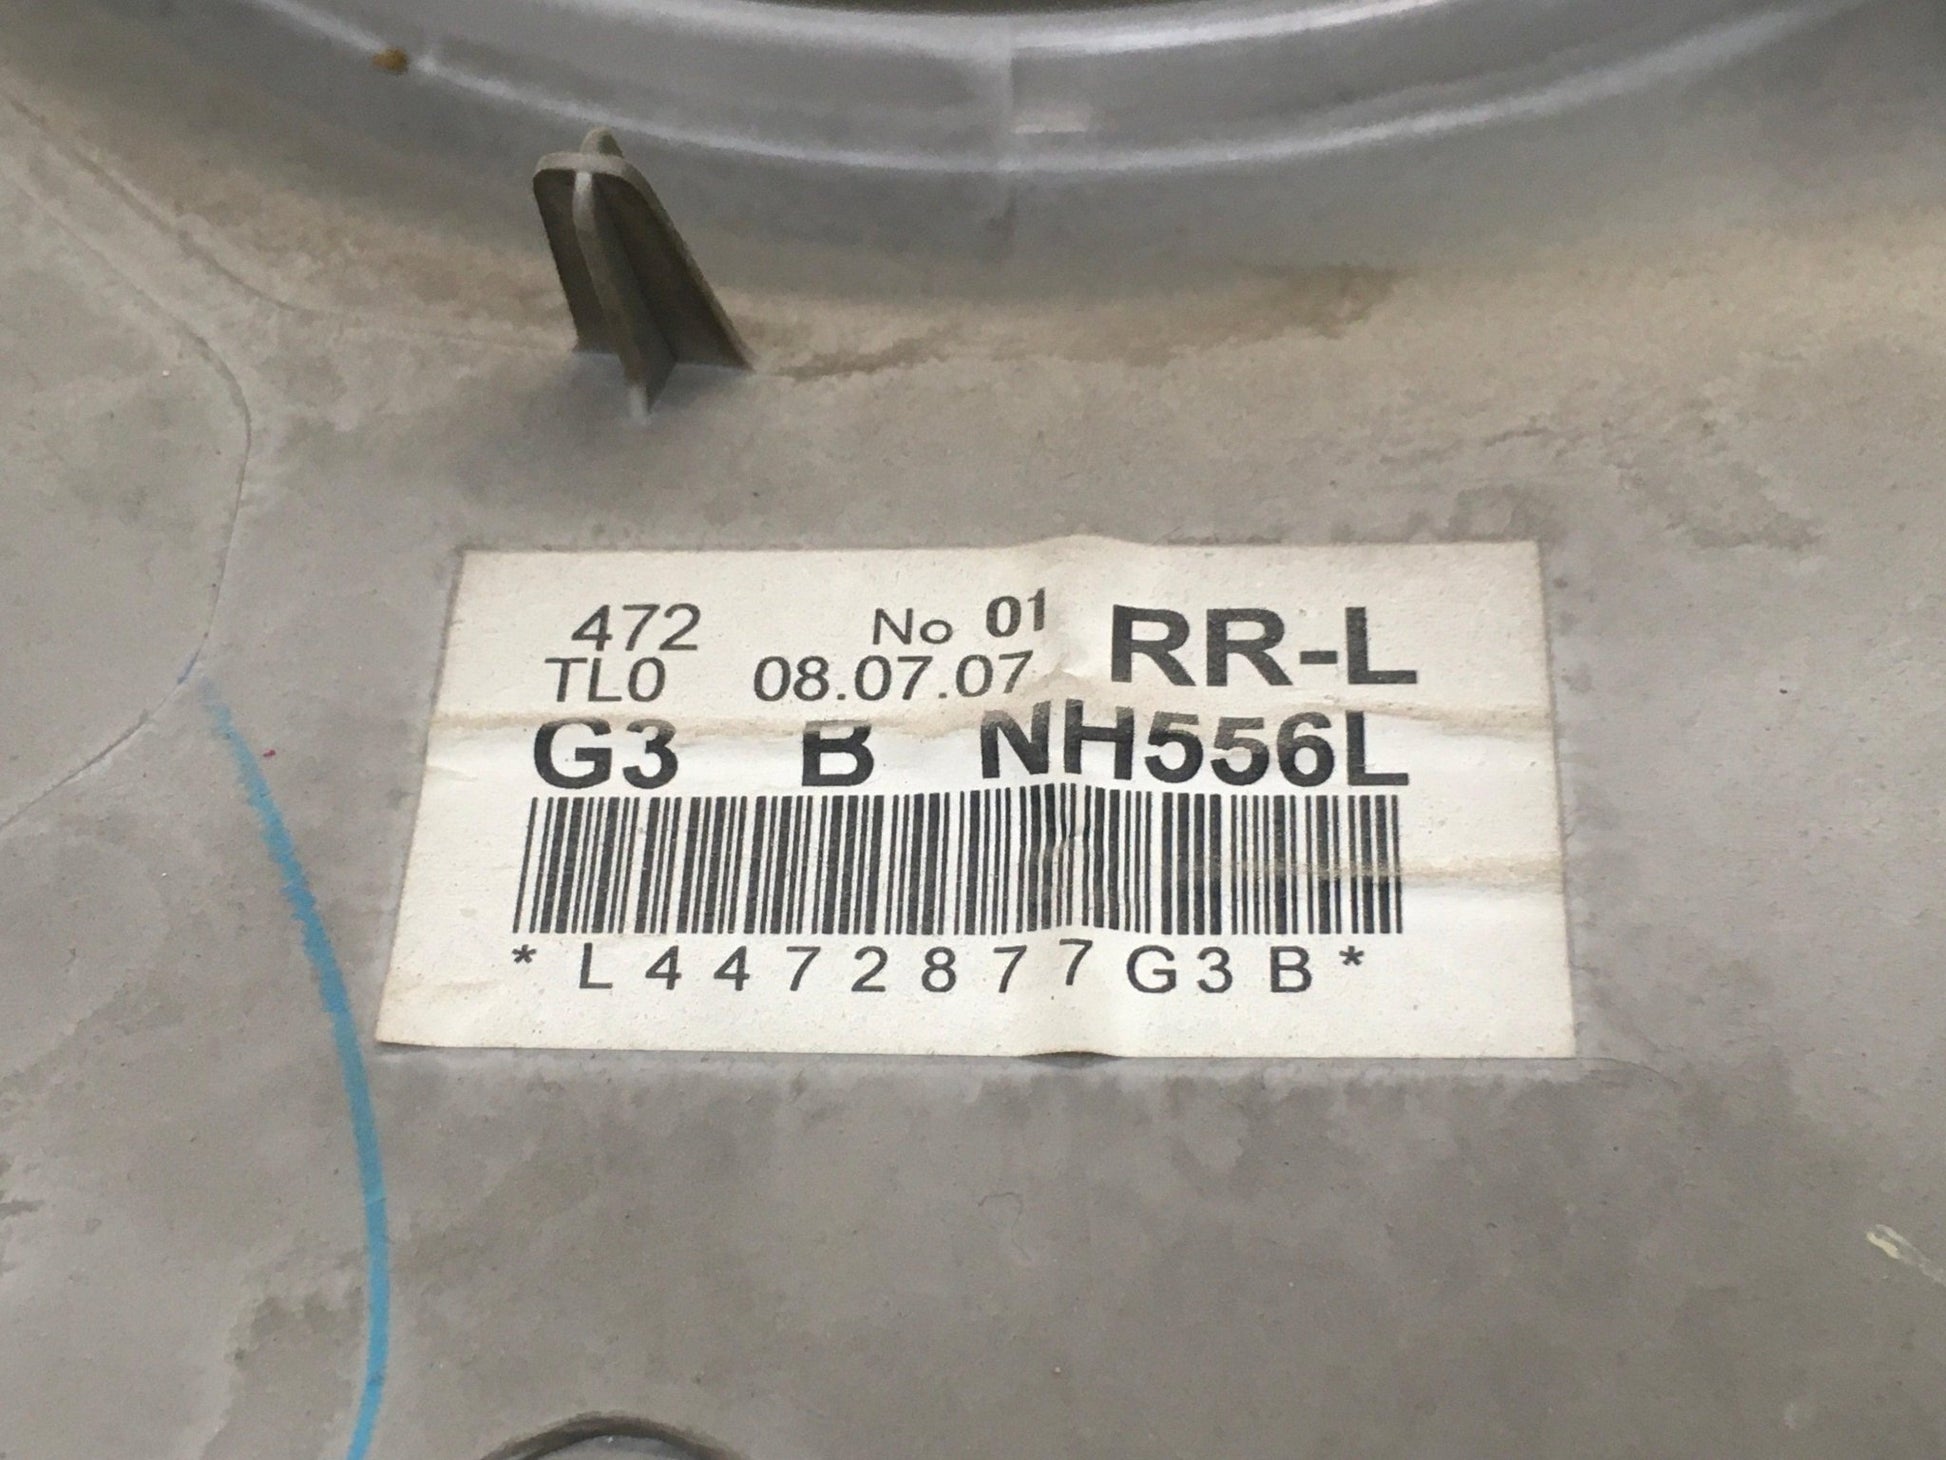 472 No 01 RR-L
TL0 08.07.07
G3 B NH556L
*L4472877G3B*